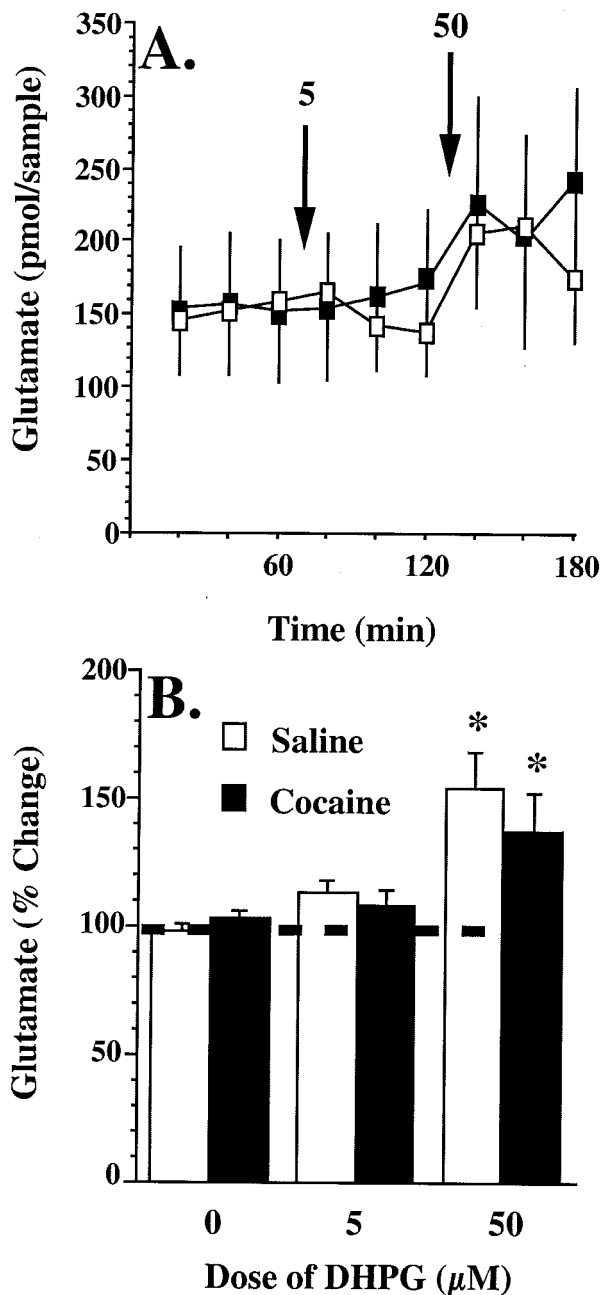 A.
350
300
250
200
150
100
50
0
Glutamate (pmol/sample)
5
50
60
120
180
Time (min)
B.
200
150
100
50
0
Glutamate (% Change)
Saline
Cocaine
*
*
0
5
50
Dose of DHPG (µM)